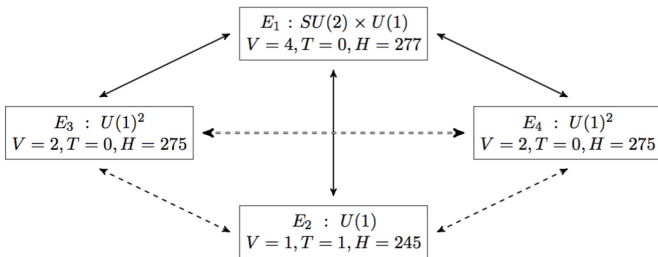 E₁ : SU(2) × U(1)
V = 4, T = 0, H = 277
E₃ : U(1)²
V = 2, T = 0, H = 275
E₄ : U(1)²
V = 2, T = 0, H = 275
E₂ : U(1)
V = 1, T = 1, H = 245